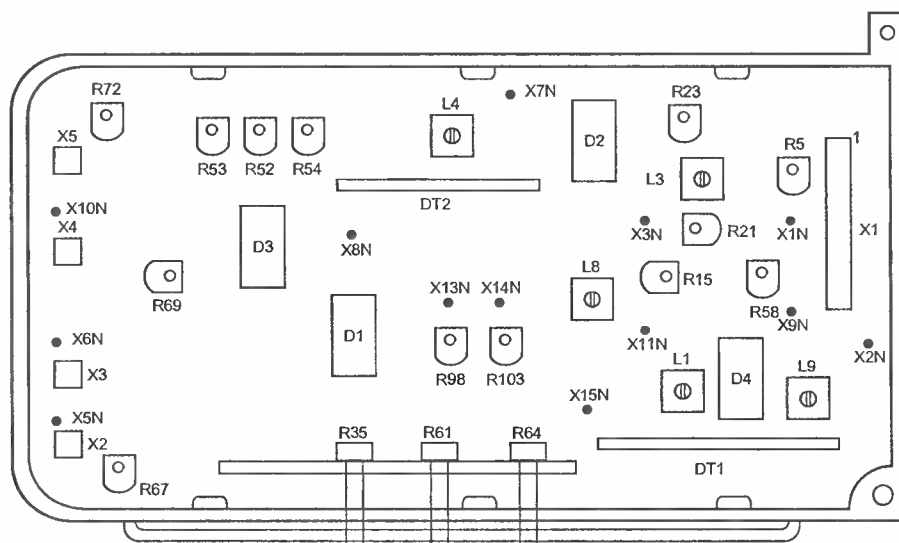 R72
X7N
L4
R23
X5
D2
1
R5
R53
R52
R54
L3
DT2
X10N
X4
D3
X8N
X3N
R21
X1N
X1
R69
L8
R15
R58
X13N
X14N
X9N
X6N
D1
X11N
X2N
X3
R98
R103
L1
D4
L9
X5N
X15N
X2
R35
R61
R64
R67
DT1